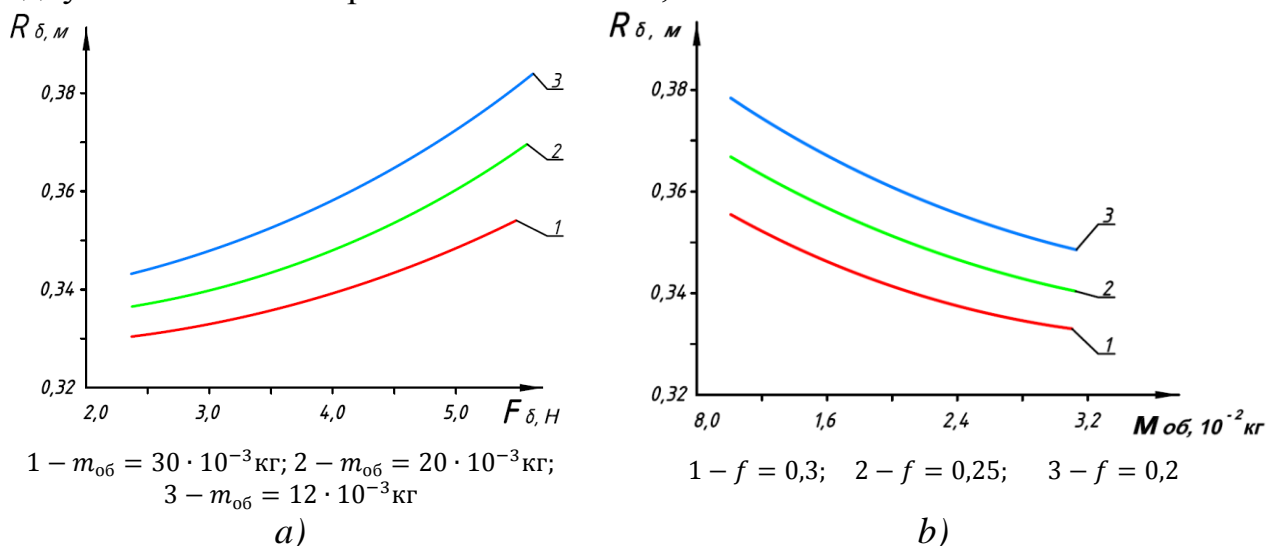 R δ, м
0,38
0,36
0,34
0,32
3
2
1
2,0 3,0 4,0 5,0 F δ, Н
1 − mоб = 30 · 10⁻³кг; 2 − mоб = 20 · 10⁻³кг;
3 − mоб = 12 · 10⁻³кг
a)
R δ, м
0,38
0,36
0,34
0,32
3
2
1
8,0 1,6 2,4 3,2 M об, 10⁻² кг
1 − f = 0,3; 2 − f = 0,25; 3 − f = 0,2
b)